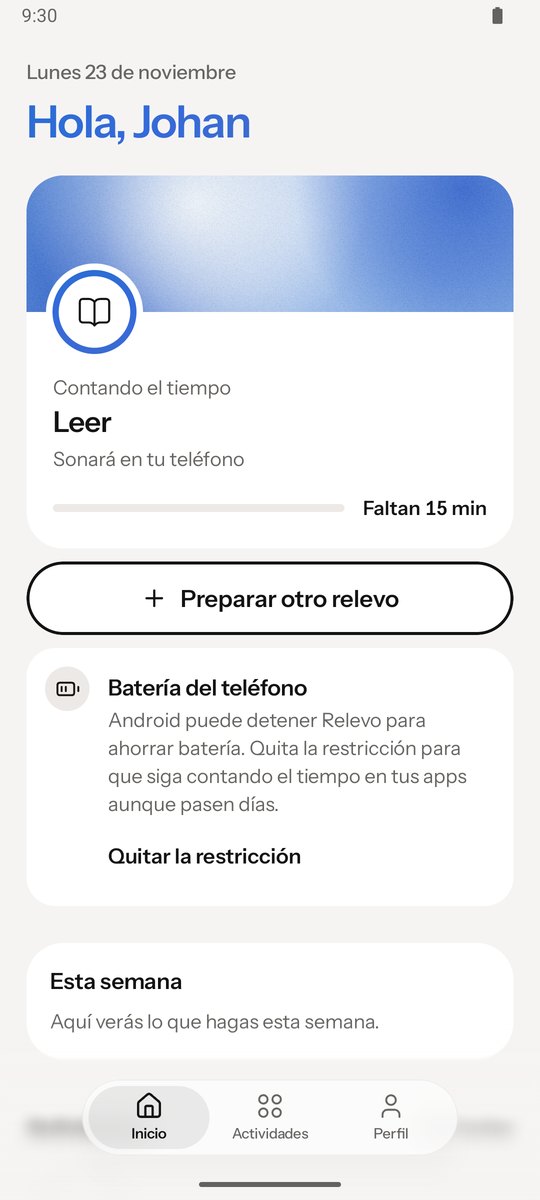 9:30
Lunes 23 de noviembre
Hola, Johan
Contando el tiempo
Leer
Sonará en tu teléfono
Faltan 15 min
Preparar otro relevo
Batería del teléfono
Android puede detener Relevo para
ahorrar batería. Quita la restricción para
que siga contando el tiempo en tus apps
aunque pasen días.
Quitar la restricción
Esta semana
Aquí verás lo que hagas esta semana.
Inicio
Actividades
Perfil